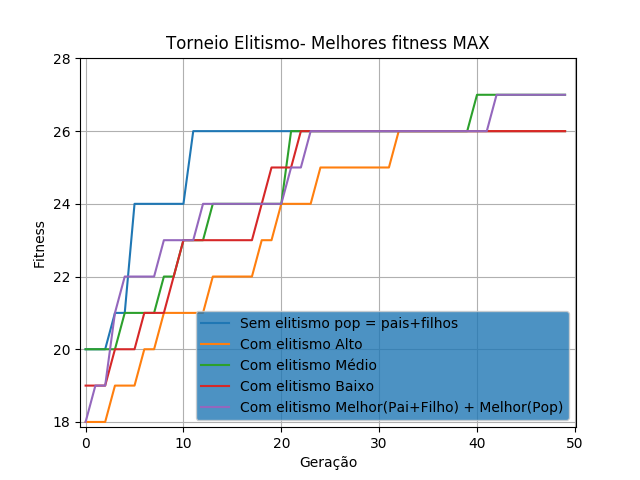 Torneio Elitismo- Melhores fitness MAX
28
26
24
22
20
18
Fitness
Sem elitismo pop = pais+filhos
Com elitismo Alto
Com elitismo Médio
Com elitismo Baixo
Com elitismo Melhor(Pai+Filho) + Melhor(Pop)
0 10 20 30 40 50
Geração